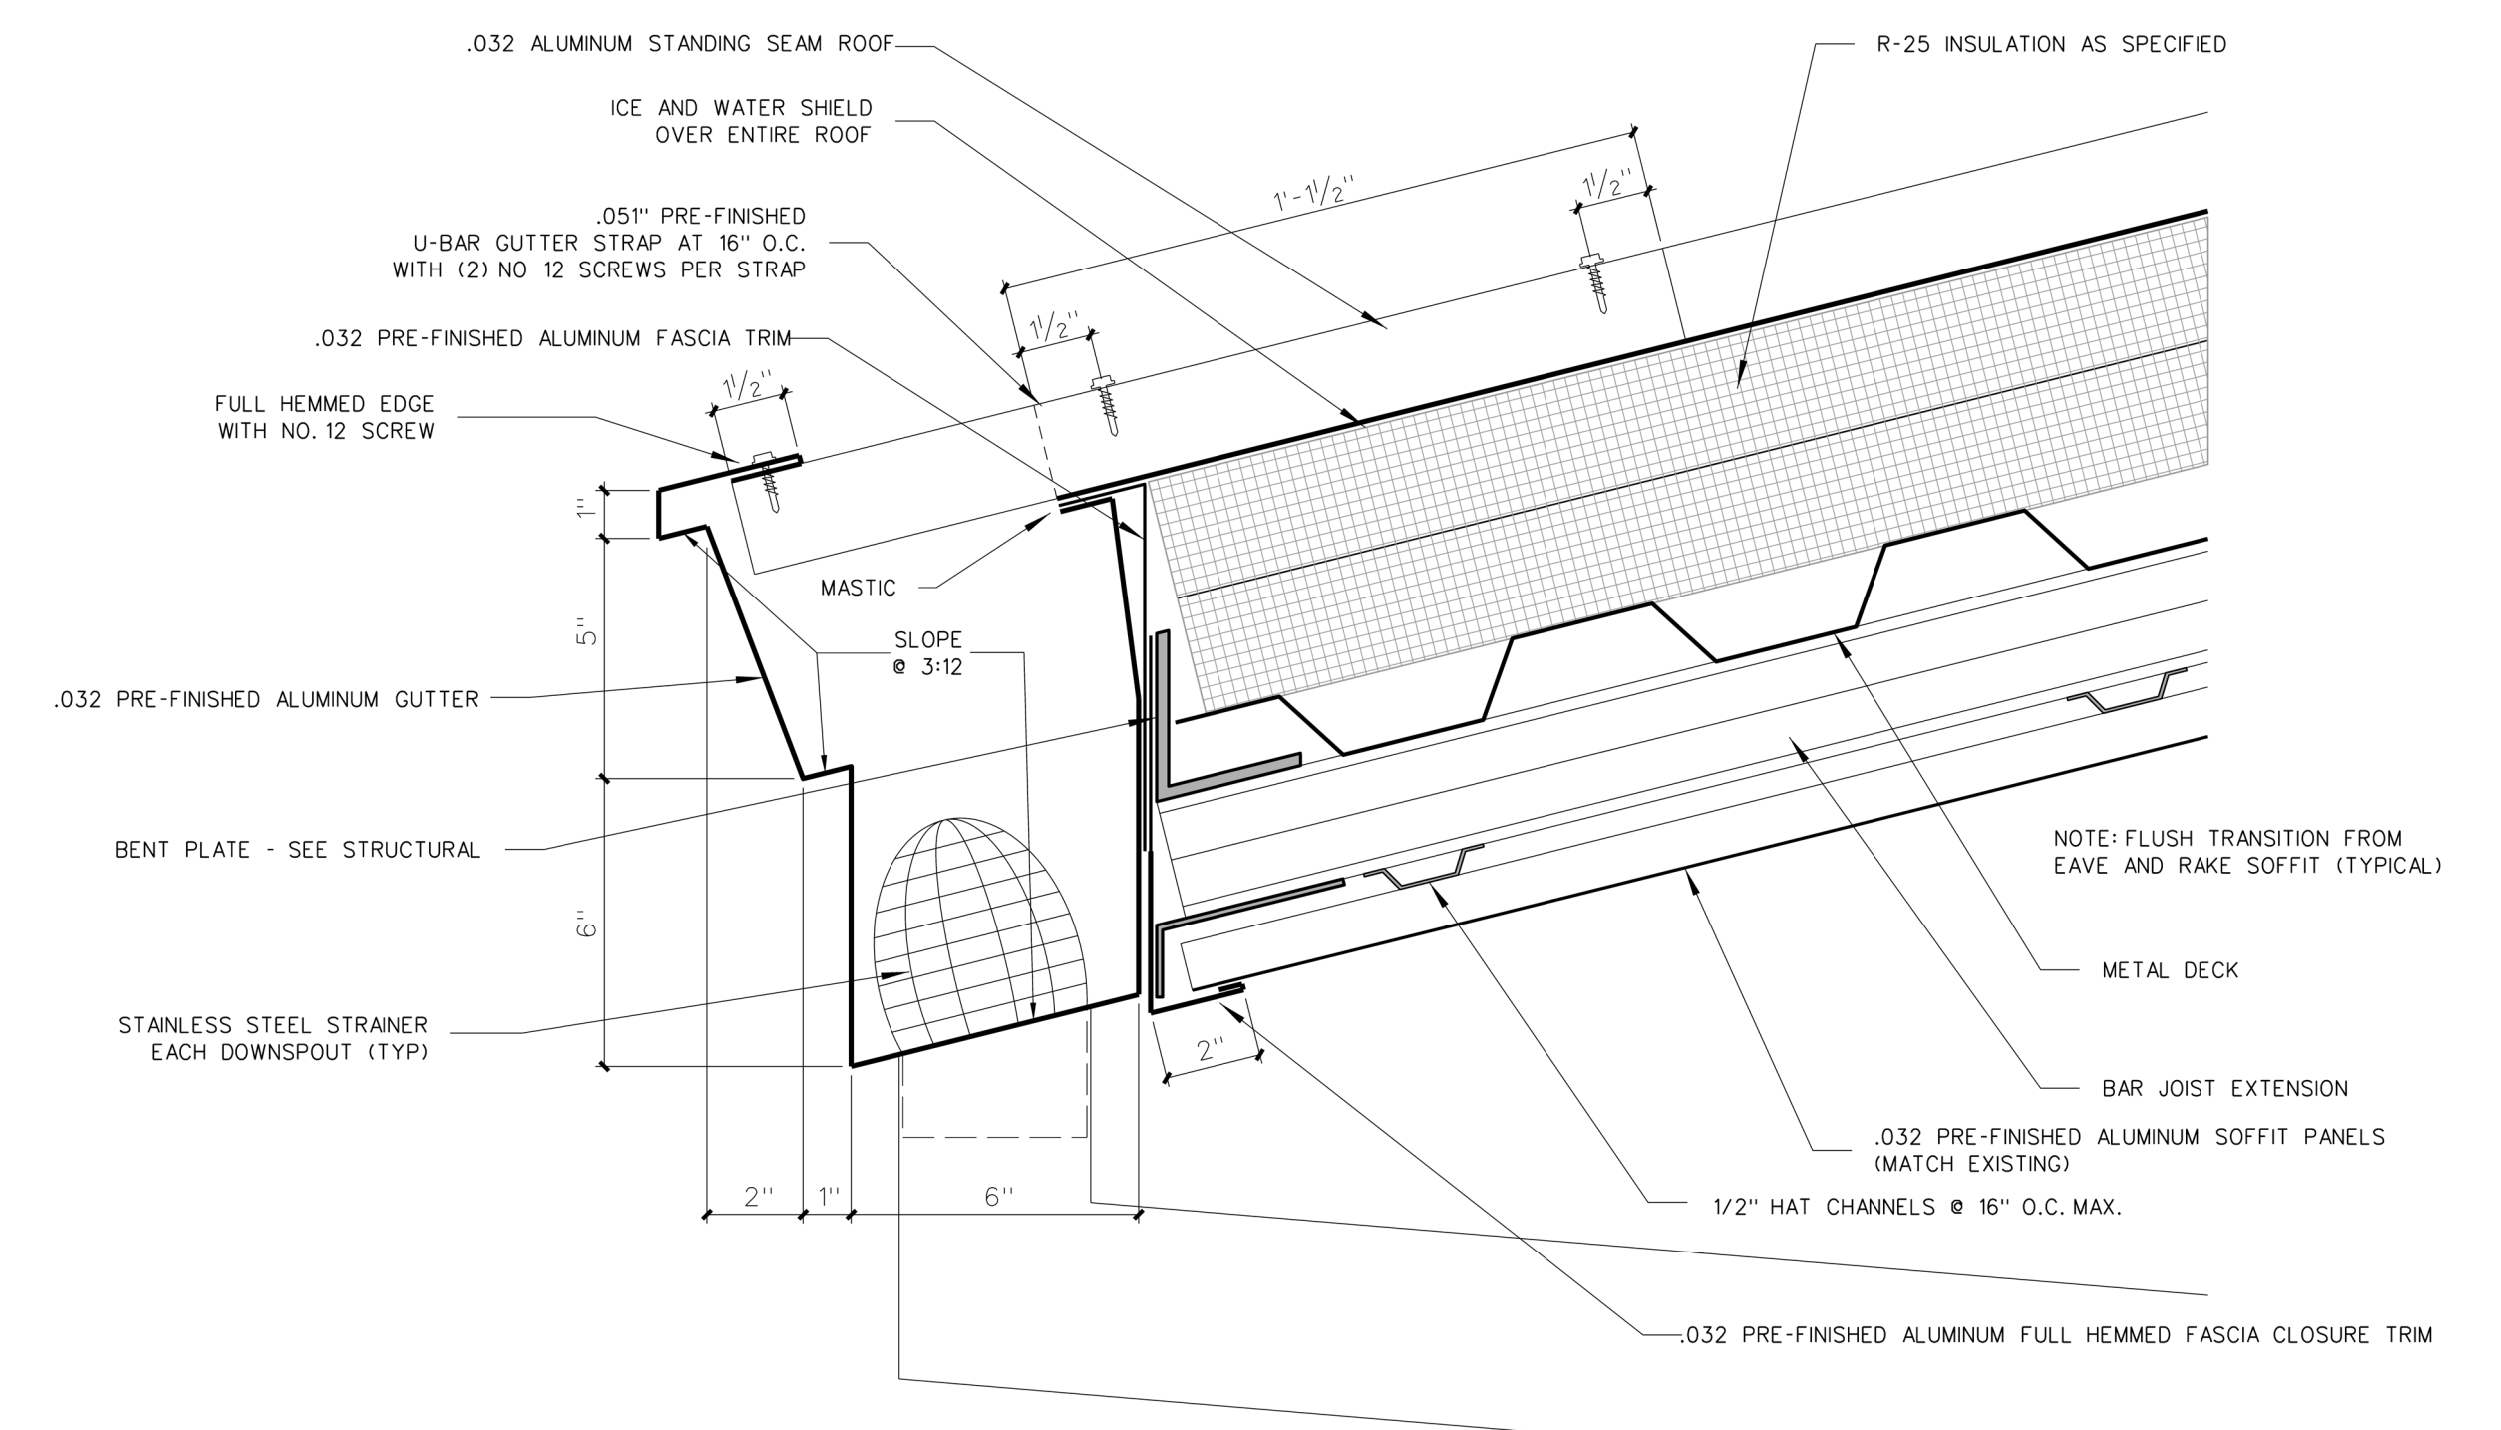 .032 ALUMINUM STANDING SEAM ROOF
R-25 INSULATION AS SPECIFIED
ICE AND WATER SHIELD
OVER ENTIRE ROOF
1'-1 1/2"
1 1/2"
.051" PRE-FINISHED
U-BAR GUTTER STRAP AT 16" O.C.
WITH (2) NO 12 SCREWS PER STRAP
1 1/2"
.032 PRE-FINISHED ALUMINUM FASCIA TRIM
1 1/2"
FULL HEMMED EDGE
WITH NO. 12 SCREW
1"
MASTIC
5"
SLOPE
@ 3:12
.032 PRE-FINISHED ALUMINUM GUTTER
NOTE: FLUSH TRANSITION FROM
EAVE AND RAKE SOFFIT (TYPICAL)
BENT PLATE - SEE STRUCTURAL
6"
METAL DECK
STAINLESS STEEL STRAINER
EACH DOWNSPOUT (TYP)
2"
BAR JOIST EXTENSION
.032 PRE-FINISHED ALUMINUM SOFFIT PANELS
(MATCH EXISTING)
2"
1"
6"
1/2" HAT CHANNELS @ 16" O.C. MAX.
.032 PRE-FINISHED ALUMINUM FULL HEMMED FASCIA CLOSURE TRIM